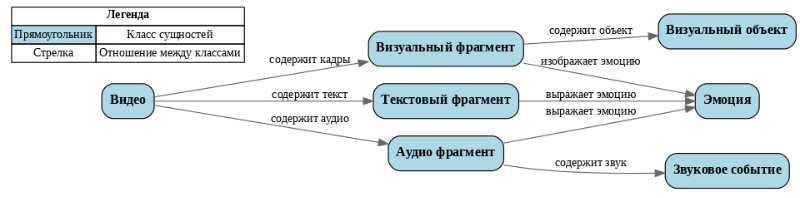 Легенда
Прямоугольник Класс сущностей
Стрелка Отношение между классами
Видео
содержит кадры
содержит текст
содержит аудио
Визуальный фрагмент
Текстовый фрагмент
Аудио фрагмент
содержит объект
изображает эмоцию
выражает эмоцию
выражает эмоцию
содержит звук
Визуальный объект
Эмоция
Звуковое событие